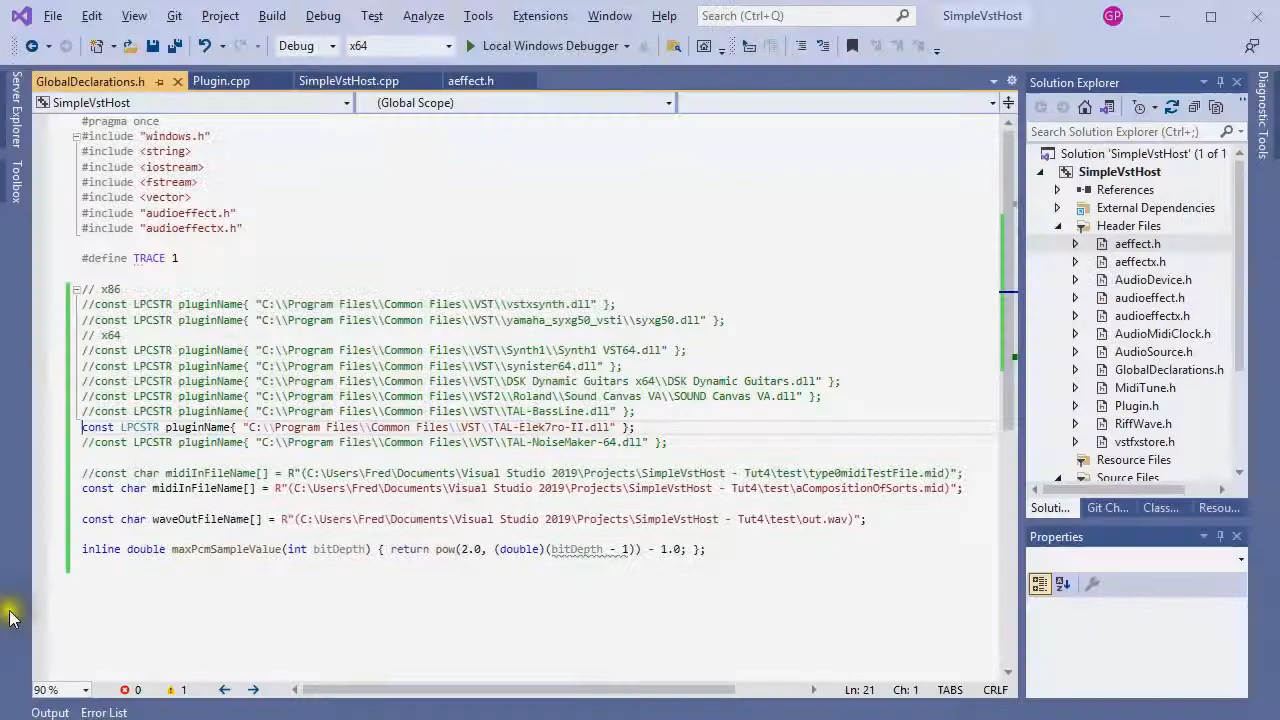 File Edit View Git Project Build Debug Test Analyze Tools Extensions Window Help Search (Ctrl+Q) SimpleVstHost GP
Debug x64 Local Windows Debugger
GlobalDeclarations.h Plugin.cpp SimpleVstHost.cpp aeffect.h
SimpleVstHost (Global Scope)
Server Explorer
Toolbox
#pragma once
#include "windows.h"
#include <string>
#include <iostream>
#include <fstream>
#include <vector>
#include "audioeffect.h"
#include "audioeffectx.h"
#define TRACE 1
// x86
//const LPCSTR pluginName{ "C:\\Program Files\\Common Files\\VST\\vstxsynth.dll" };
//const LPCSTR pluginName{ "C:\\Program Files\\Common Files\\VST\\yamaha_syxg50_vsti\\syxg50.dll" };
// x64
//const LPCSTR pluginName{ "C:\\Program Files\\Common Files\\VST\\Synth1\\Synth1 VST64.dll" };
//const LPCSTR pluginName{ "C:\\Program Files\\Common Files\\VST\\synister64.dll" };
//const LPCSTR pluginName{ "C:\\Program Files\\Common Files\\VST\\DSK Dynamic Guitars x64\\DSK Dynamic Guitars.dll" };
//const LPCSTR pluginName{ "C:\\Program Files\\Common Files\\VST2\\Roland\\Sound Canvas VA\\SOUND Canvas VA.dll" };
//const LPCSTR pluginName{ "C:\\Program Files\\Common Files\\VST\\TAL-BassLine.dll" };
const LPCSTR pluginName{ "C:\\Program Files\\Common Files\\VST\\TAL-Elek7ro-II.dll" };
//const LPCSTR pluginName{ "C:\\Program Files\\Common Files\\VST\\TAL-NoiseMaker-64.dll" };
//const char midiInFileName[] = R"(C:\Users\Fred\Documents\Visual Studio 2019\Projects\SimpleVstHost - Tut4\test\type0midiTestFile.mid)";
const char midiInFileName[] = R"(C:\Users\Fred\Documents\Visual Studio 2019\Projects\SimpleVstHost - Tut4\test\aCompositionOfSorts.mid)";
const char waveOutFileName[] = R"(C:\Users\Fred\Documents\Visual Studio 2019\Projects\SimpleVstHost - Tut4\test\out.wav)";
inline double maxPcmSampleValue(int bitDepth) { return pow(2.0, (double)(bitDepth - 1)) - 1.0; };
90 % 0 1 Ln: 21 Ch: 1 TABS CRLF
Output Error List
Solution Explorer
Search Solution Explorer (Ctrl+;)
Solution 'SimpleVstHost' (1 of 1
SimpleVstHost
References
External Dependencies
Header Files
aeffect.h
aeffectx.h
AudioDevice.h
audioeffect.h
audioeffectx.h
AudioMidiClock.h
AudioSource.h
GlobalDeclarations.h
MidiTune.h
Plugin.h
RiffWave.h
vstfxstore.h
Resource Files
Source Files
Soluti... Git Ch... Class... Resou...
Properties
Diagnostic Tools